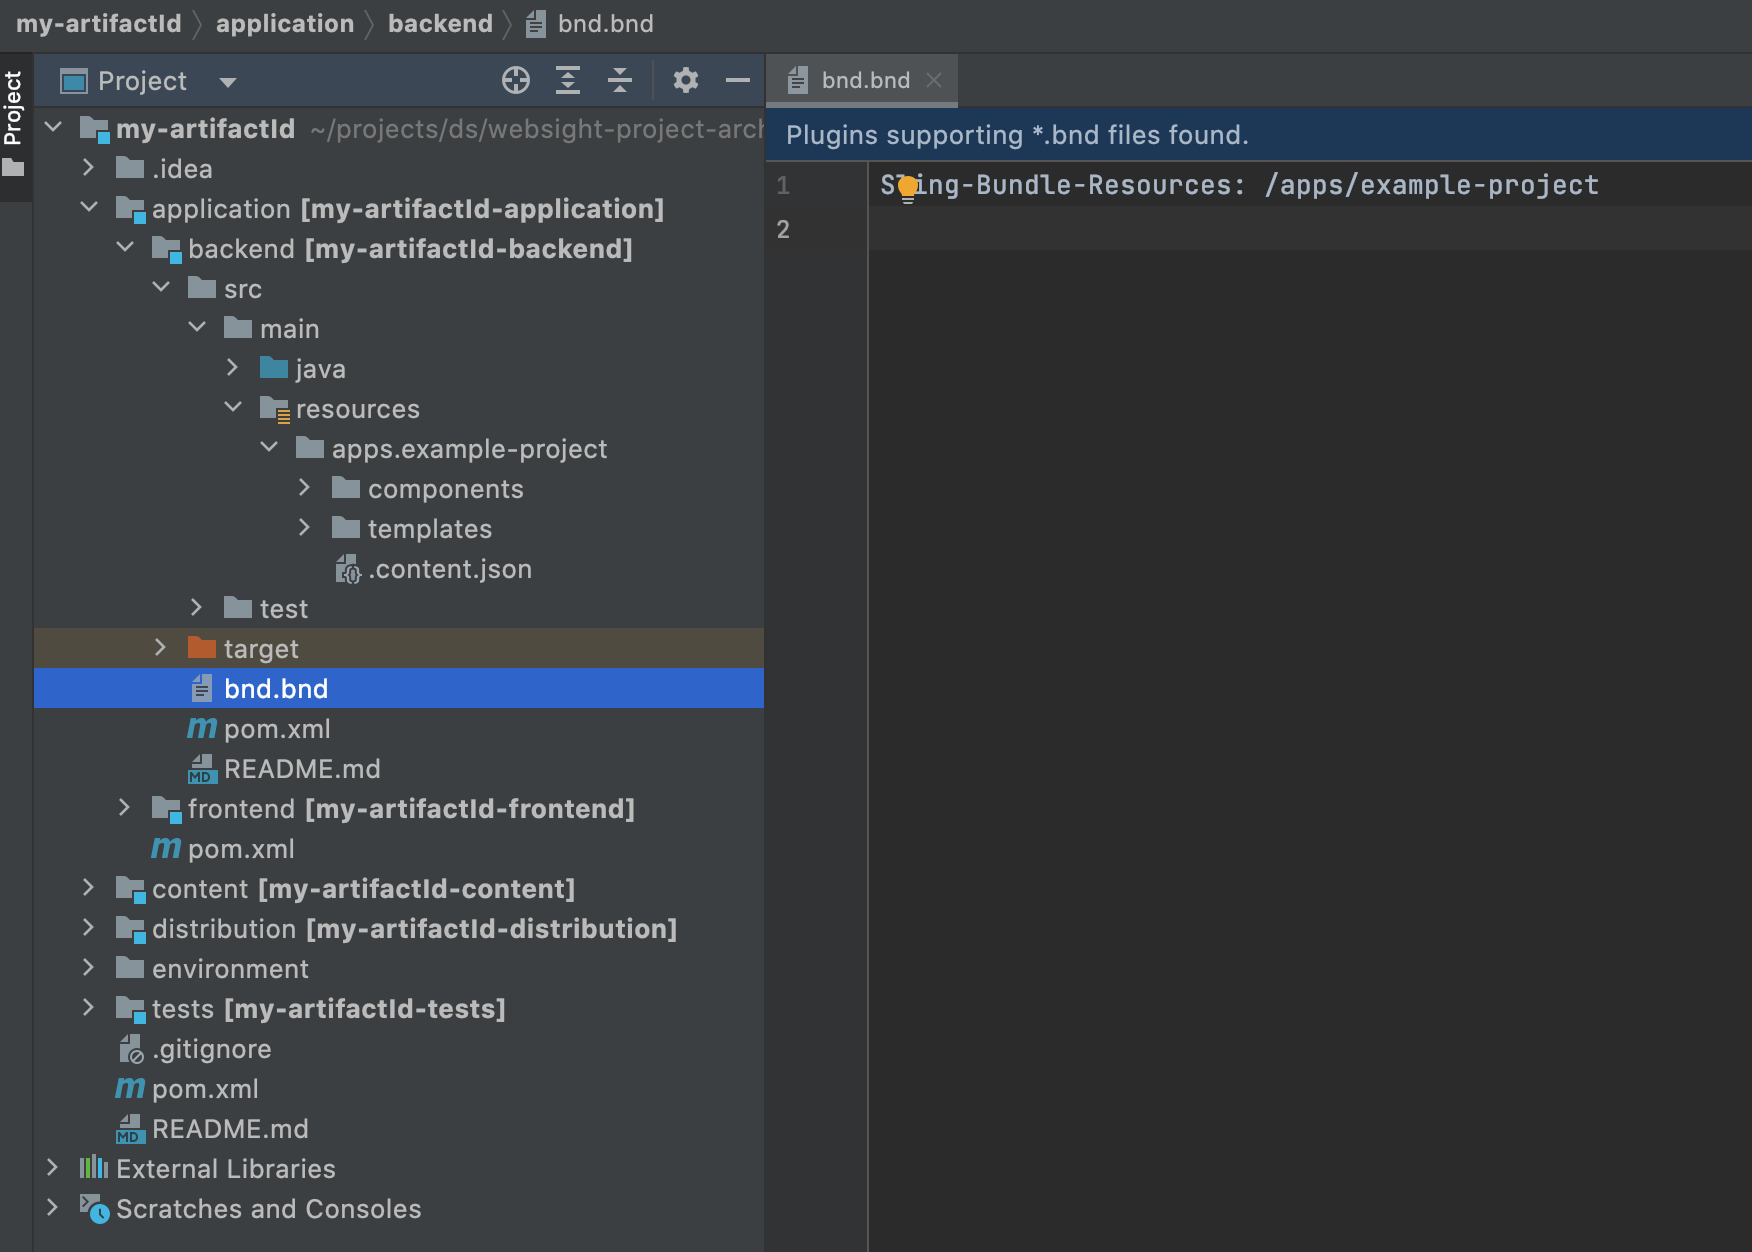 my-artifactId application backend bnd.bnd
Project
Project
bnd.bnd
my-artifactId ~/projects/ds/websight-project-arch
.idea
application [my-artifactId-application]
backend [my-artifactId-backend]
src
main
java
resources
apps.example-project
components
templates
.content.json
test
target
bnd.bnd
pom.xml
README.md
frontend [my-artifactId-frontend]
pom.xml
content [my-artifactId-content]
distribution [my-artifactId-distribution]
environment
tests [my-artifactId-tests]
.gitignore
pom.xml
README.md
External Libraries
Scratches and Consoles
Plugins supporting *.bnd files found.
1 Sling-Bundle-Resources: /apps/example-project
2